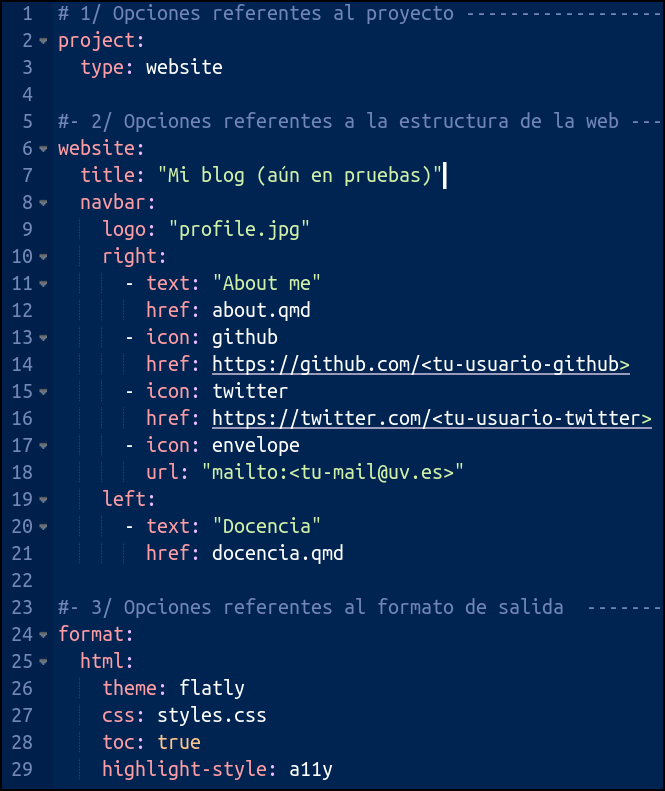 1 # 1/ Opciones referentes al proyecto ------------------
2 project:
3   type: website
4
5 #- 2/ Opciones referentes a la estructura de la web ---
6 website:
7   title: "Mi blog (aún en pruebas)"
8   navbar:
9     logo: "profile.jpg"
10     right:
11       - text: "About me"
12         href: about.qmd
13       - icon: github
14         href: https://github.com/<tu-usuario-github>
15       - icon: twitter
16         href: https://twitter.com/<tu-usuario-twitter>
17       - icon: envelope
18         url: "mailto:<tu-mail@uv.es>"
19     left:
20       - text: "Docencia"
21         href: docencia.qmd
22
23 #- 3/ Opciones referentes al formato de salida  -------
24 format:
25   html:
26     theme: flatly
27     css: styles.css
28     toc: true
29     highlight-style: a11y